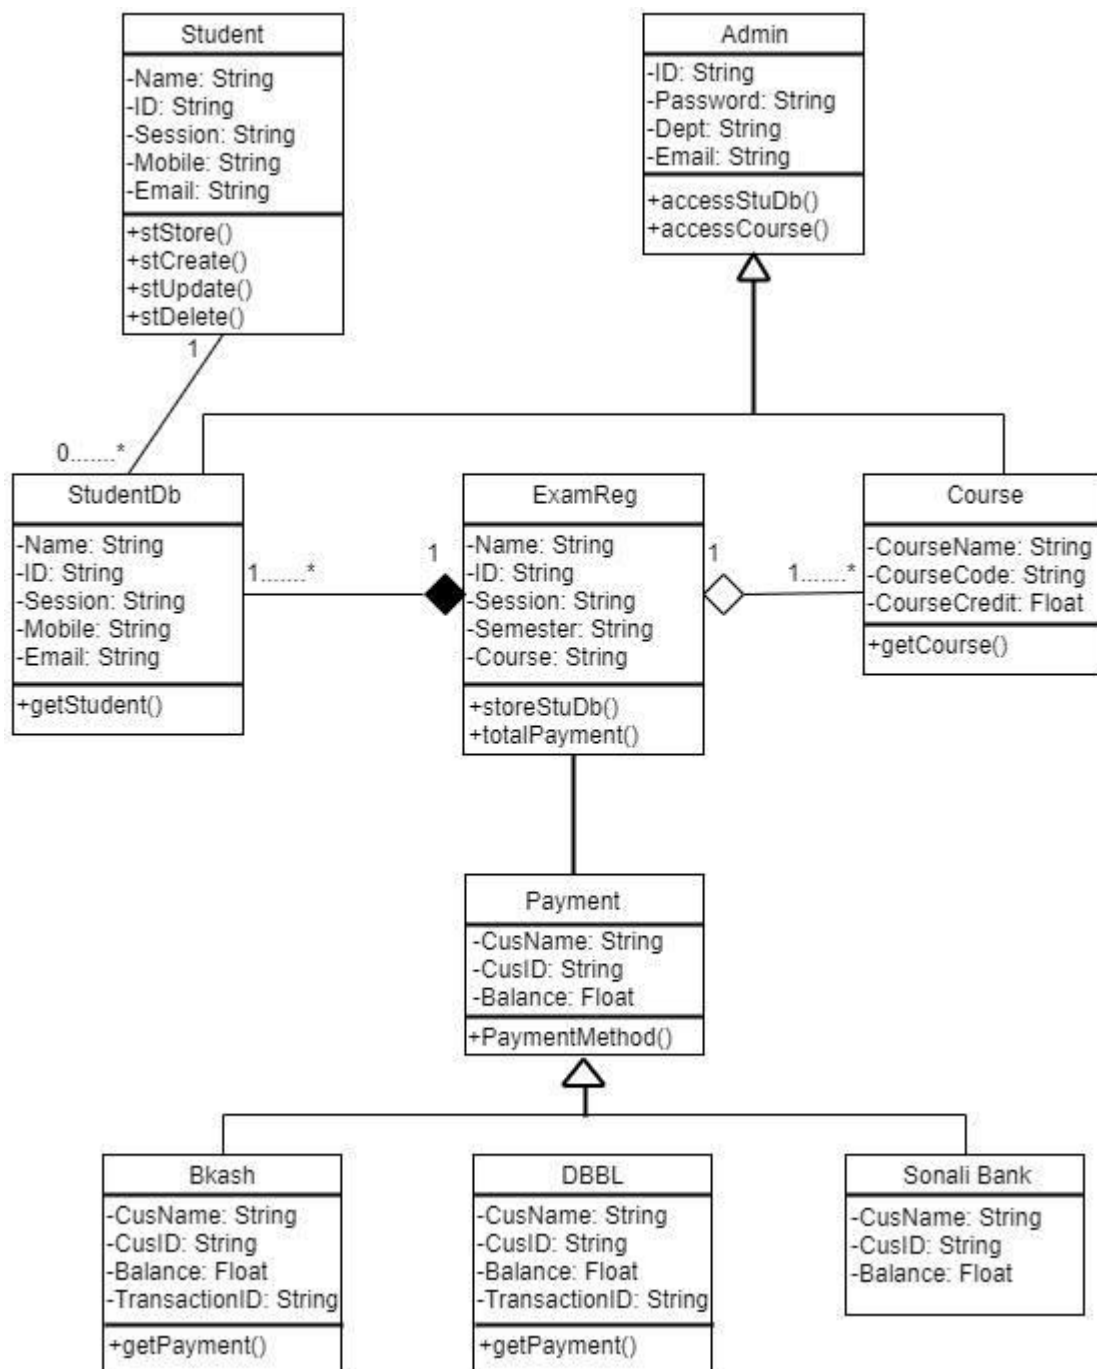 Student
-Name: String
-ID: String
-Session: String
-Mobile: String
-Email: String
+stStore()
+stCreate()
+stUpdate()
+stDelete()
Admin
-ID: String
-Password: String
-Dept: String
-Email: String
+accessStuDb()
+accessCourse()
1
0.......*
StudentDb
-Name: String
-ID: String
-Session: String
-Mobile: String
-Email: String
+getStudent()
1.......*
1
ExamReg
-Name: String
-ID: String
-Session: String
-Semester: String
-Course: String
+storeStuDb()
+totalPayment()
1
1.......*
Course
-CourseName: String
-CourseCode: String
-CourseCredit: Float
+getCourse()
Payment
-CusName: String
-CusID: String
-Balance: Float
+PaymentMethod()
Bkash
-CusName: String
-CusID: String
-Balance: Float
-TransactionID: String
+getPayment()
DBBL
-CusName: String
-CusID: String
-Balance: Float
-TransactionID: String
+getPayment()
Sonali Bank
-CusName: String
-CusID: String
-Balance: Float